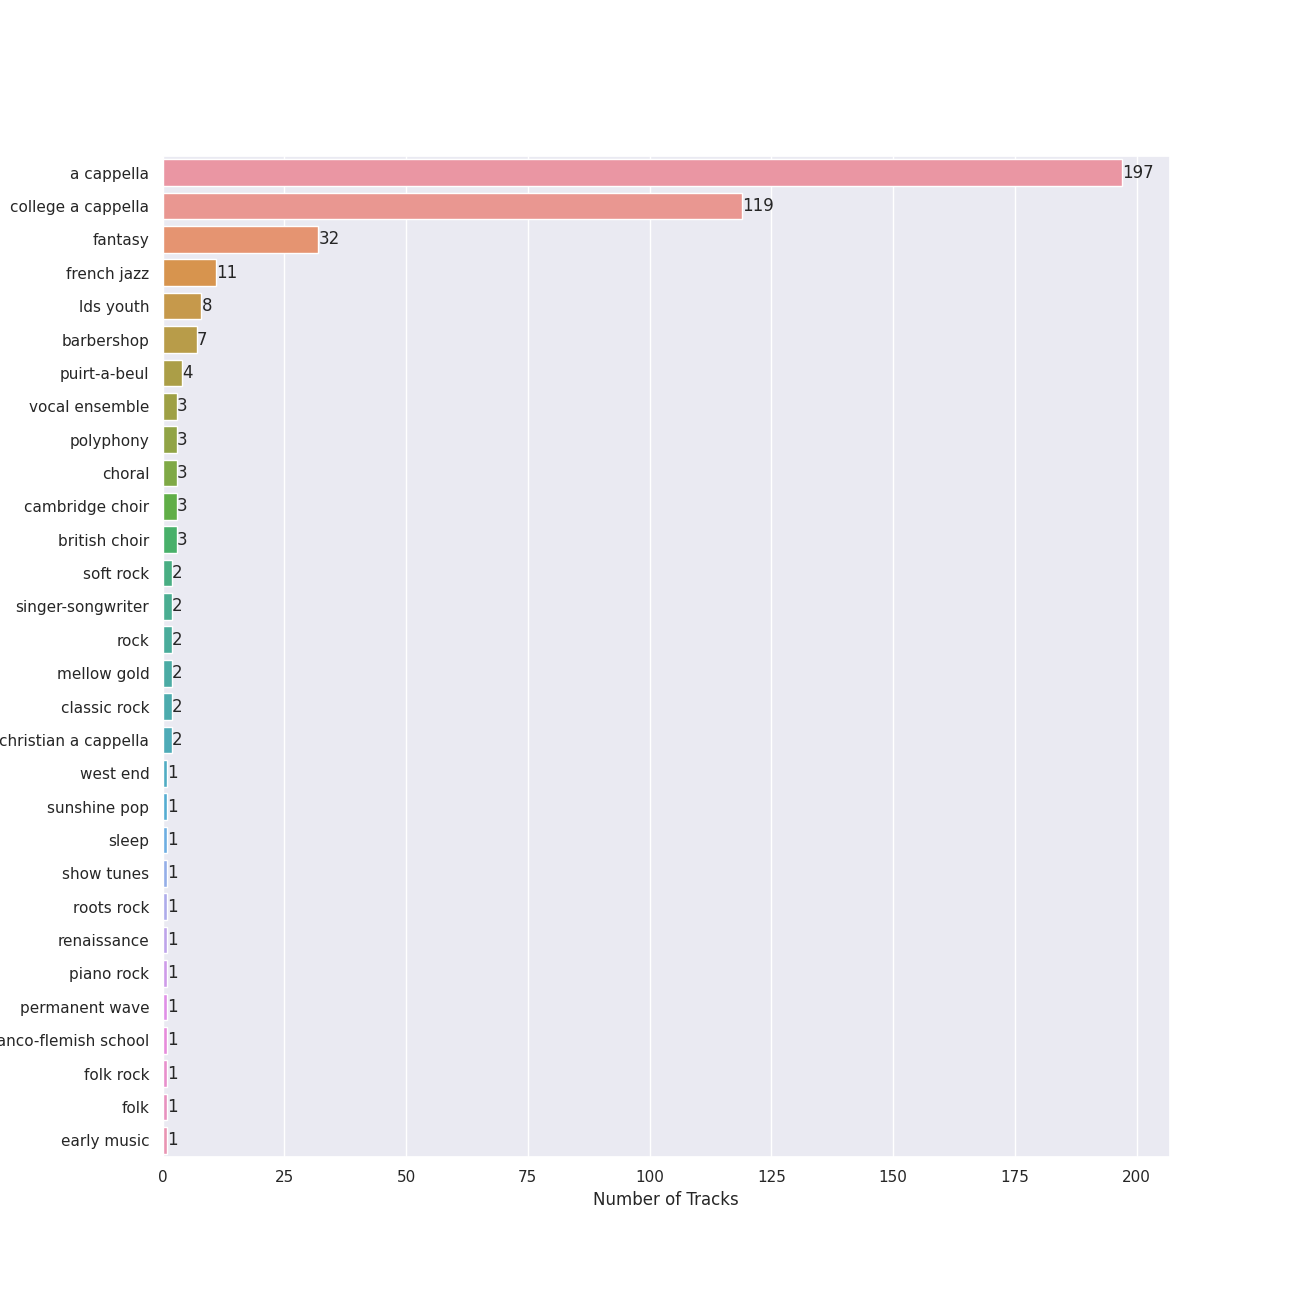 a cappella 197
college a cappella 119
fantasy 32
french jazz 11
lds youth 8
barbershop 7
puirt-a-beul 4
vocal ensemble 3
polyphony 3
choral 3
cambridge choir 3
british choir 3
soft rock 2
singer-songwriter 2
rock 2
mellow gold 2
classic rock 2
christian a cappella 2
west end 1
sunshine pop 1
sleep 1
show tunes 1
roots rock 1
renaissance 1
piano rock 1
permanent wave 1
anco-flemish school 1
folk rock 1
folk 1
early music 1
0 25 50 75 100 125 150 175 200
Number of Tracks